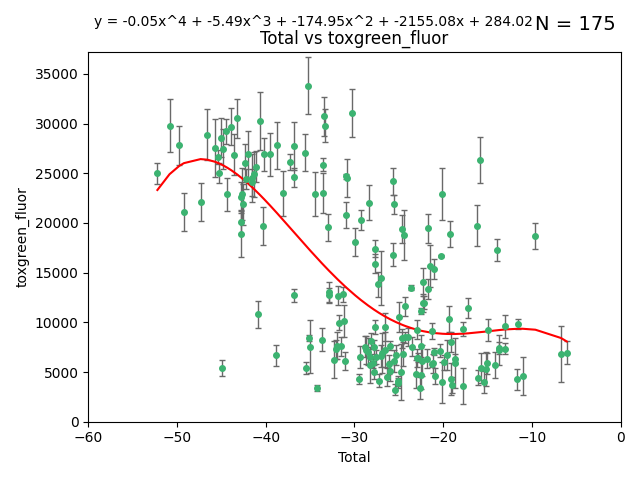 y = -0.05x^4 + -5.49x^3 + -174.95x^2 + -2155.08x + 284.02 N = 175
Total vs toxgreen_fluor
35000
30000
25000
20000
15000
10000
5000
0
toxgreen_fluor
−60 −50 −40 −30 −20 −10 0
Total